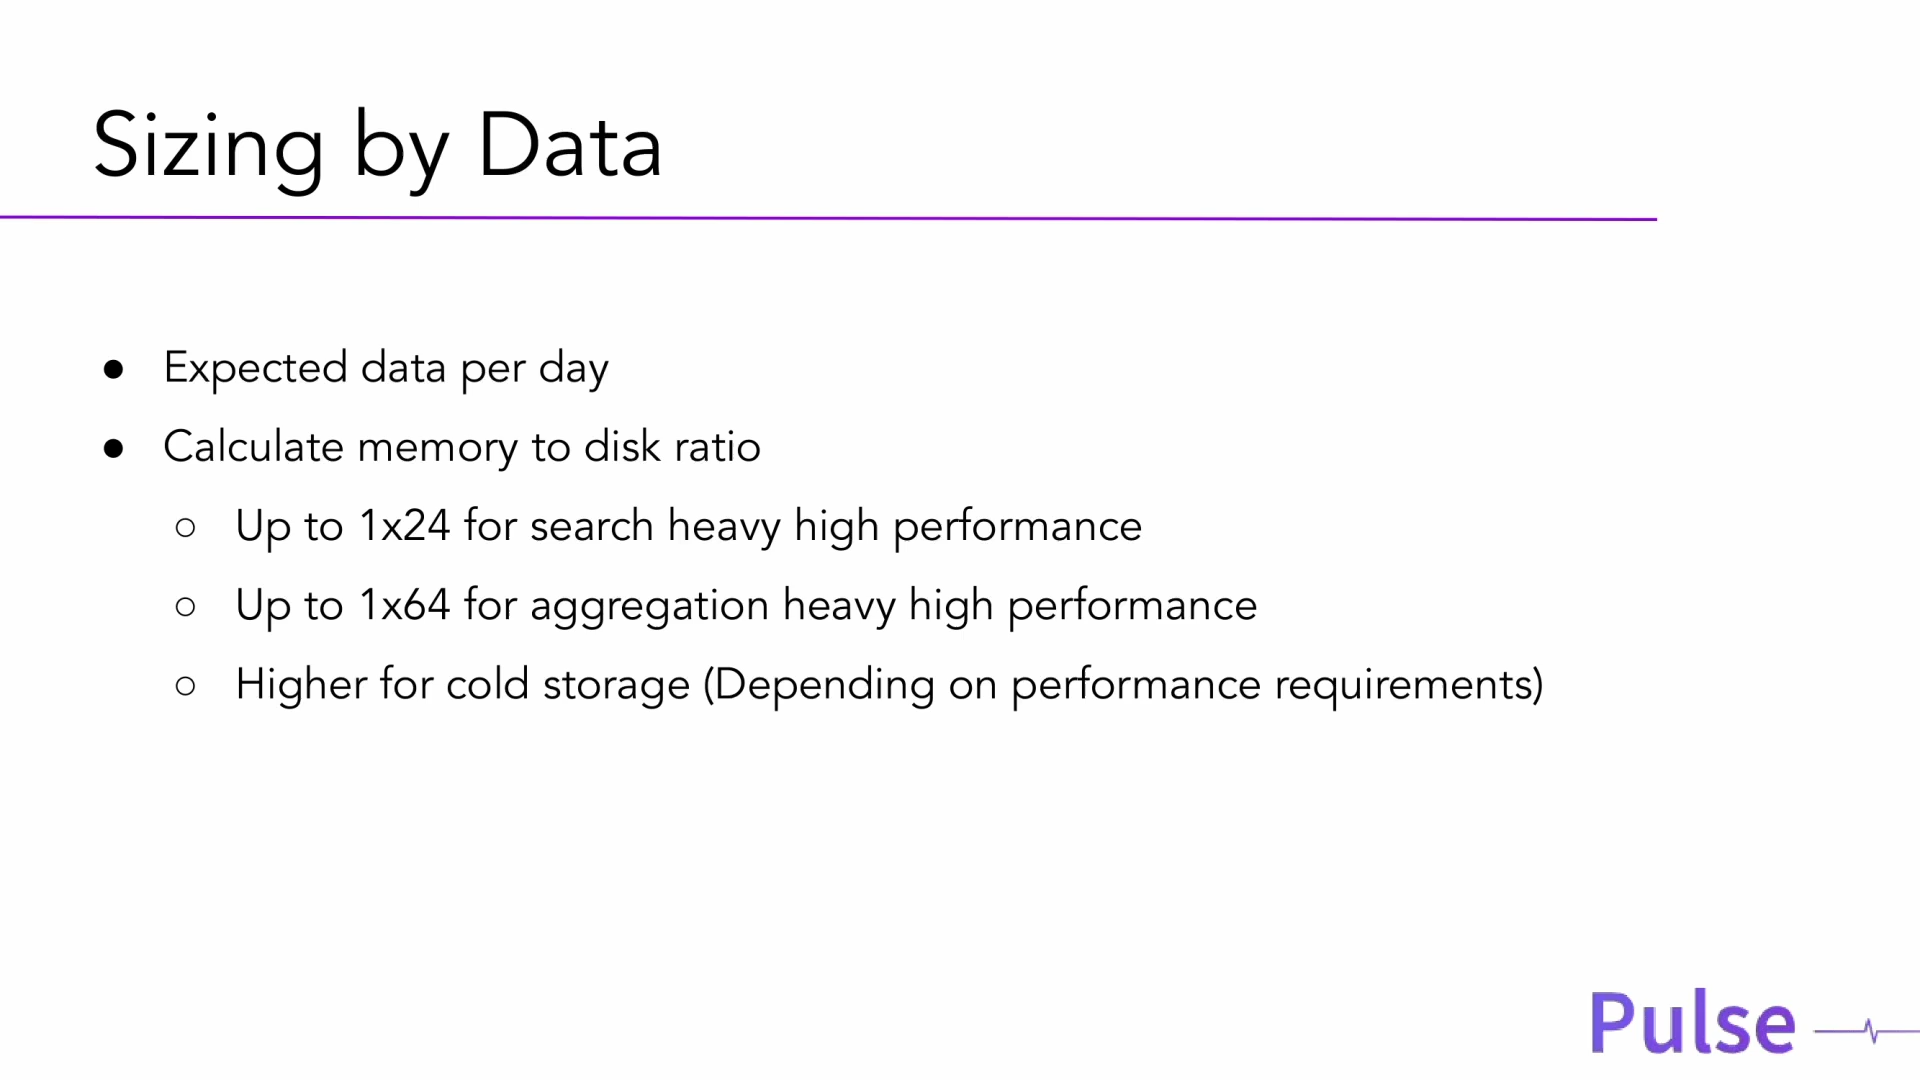 Sizing by Data
● Expected data per day
● Calculate memory to disk ratio
○ Up to 1x24 for search heavy high performance
○ Up to 1x64 for aggregation heavy high performance
○ Higher for cold storage (Depending on performance requirements)
Pulse